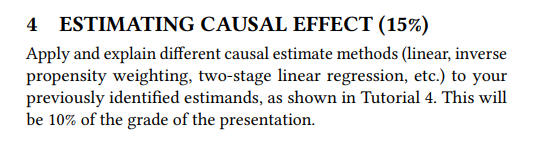 4 ESTIMATING CAUSAL EFFECT (15%)
Apply and explain different causal estimate methods (linear, inverse
propensity weighting, two-stage linear regression, etc.) to your
previously identified estimands, as shown in Tutorial 4. This will
be 10% of the grade of the presentation.